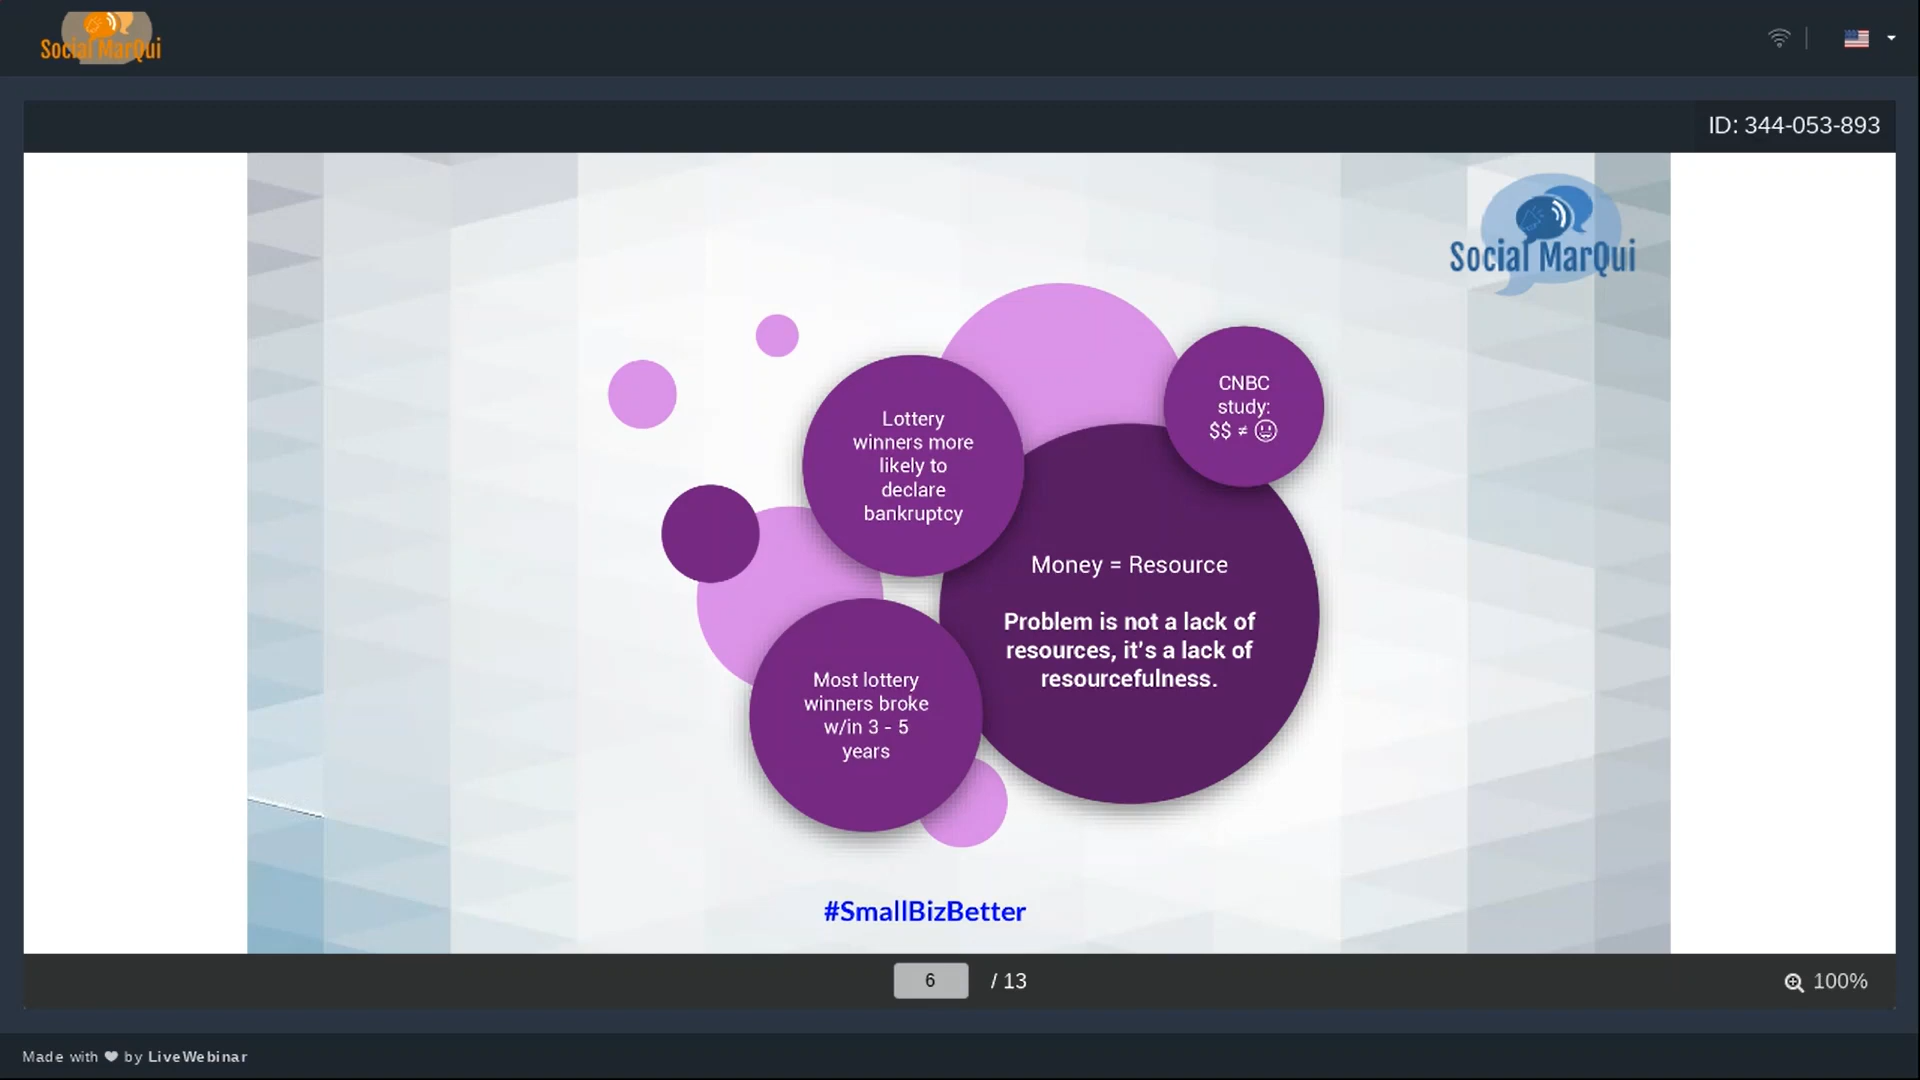 Social MarQui
ID: 344-053-893
Social MarQui
CNBC
study:
$$ ≠ 😀
Lottery
winners more
likely to
declare
bankruptcy
Money = Resource
Problem is not a lack of
resources, it's a lack of
resourcefulness.
Most lottery
winners broke
w/in 3 - 5
years
#SmallBizBetter
6 / 13
100%
Made with ❤ by LiveWebinar